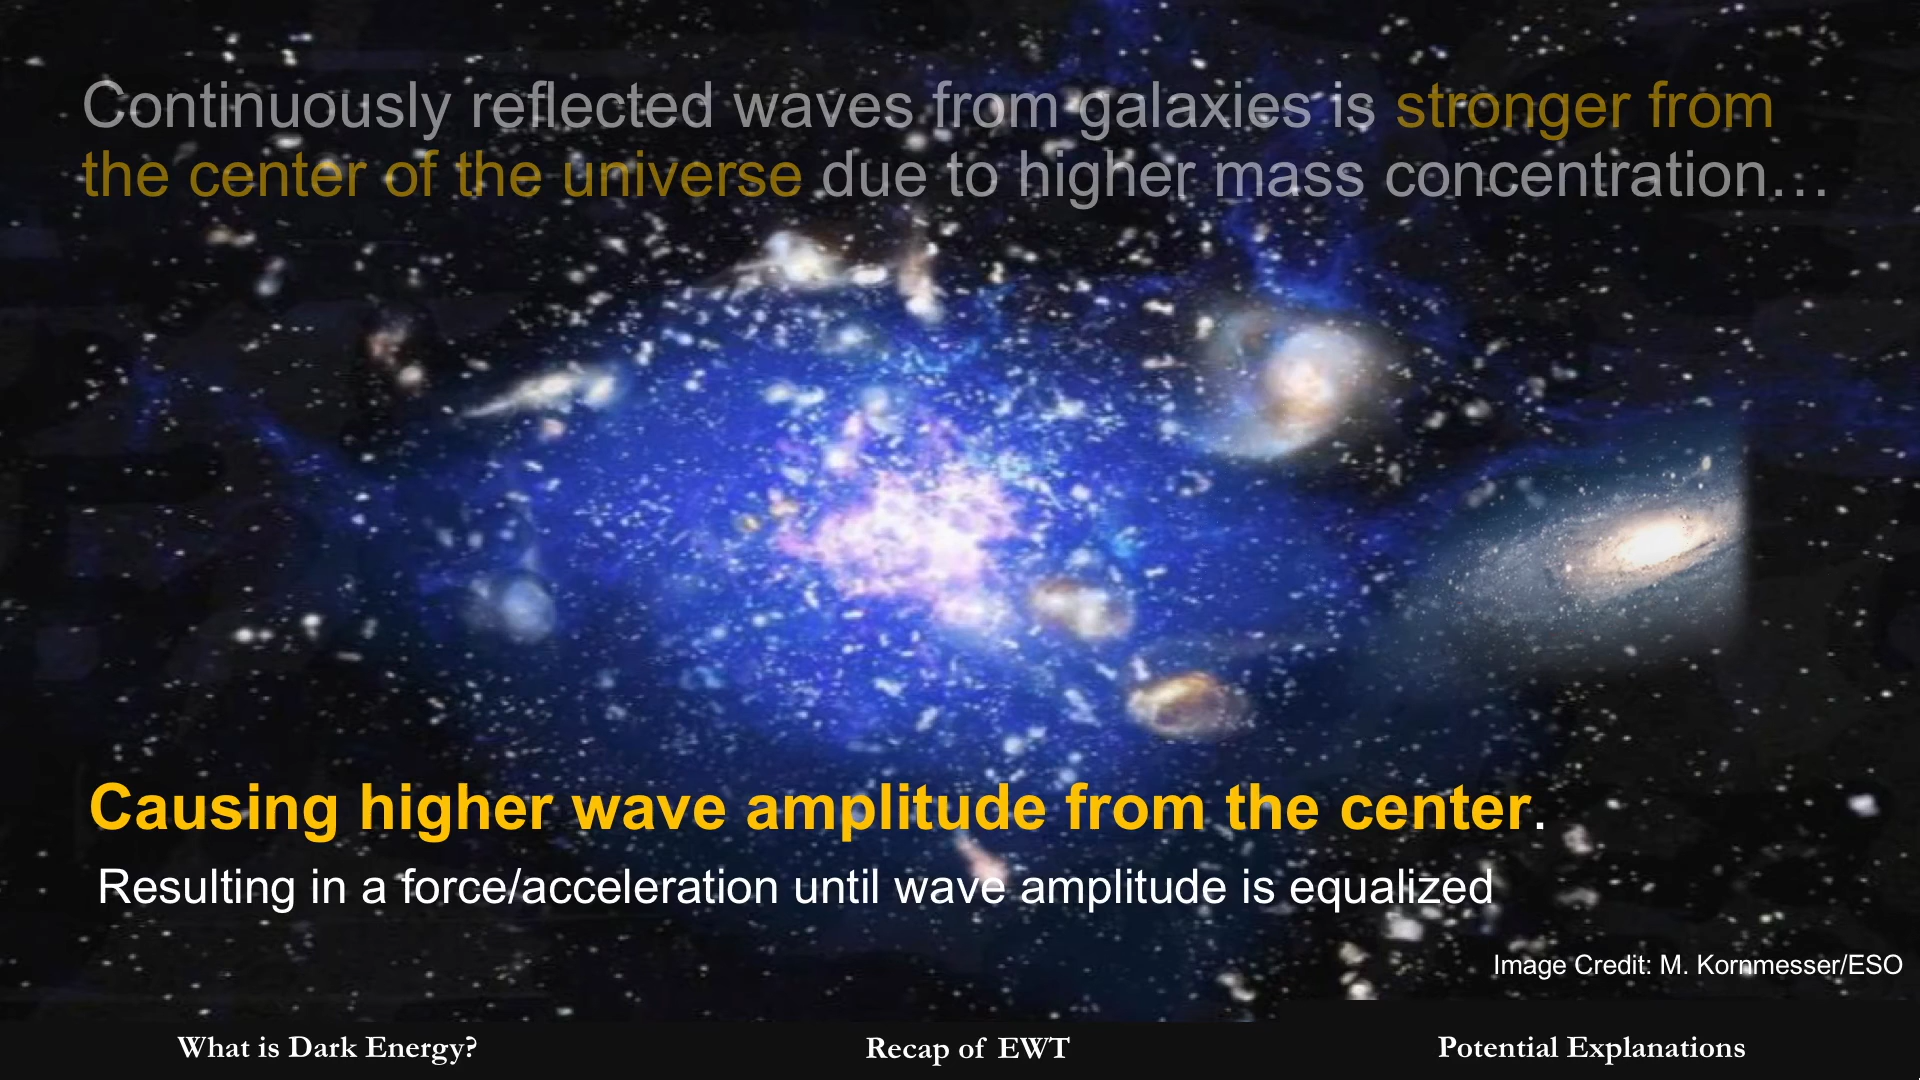 Continuously reflected waves from galaxies is stronger from
the center of the universe due to higher mass concentration…
Causing higher wave amplitude from the center.
Resulting in a force/acceleration until wave amplitude is equalized
Image Credit: M. Kornmesser/ESO
What is Dark Energy?
Recap of EWT
Potential Explanations